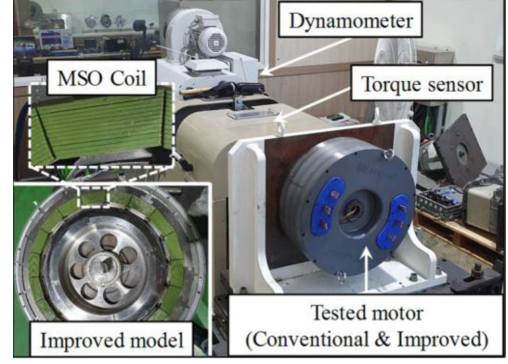 Dynamometer
MSO Coil
Torque sensor
Improved model
Tested motor
(Conventional & Improved)